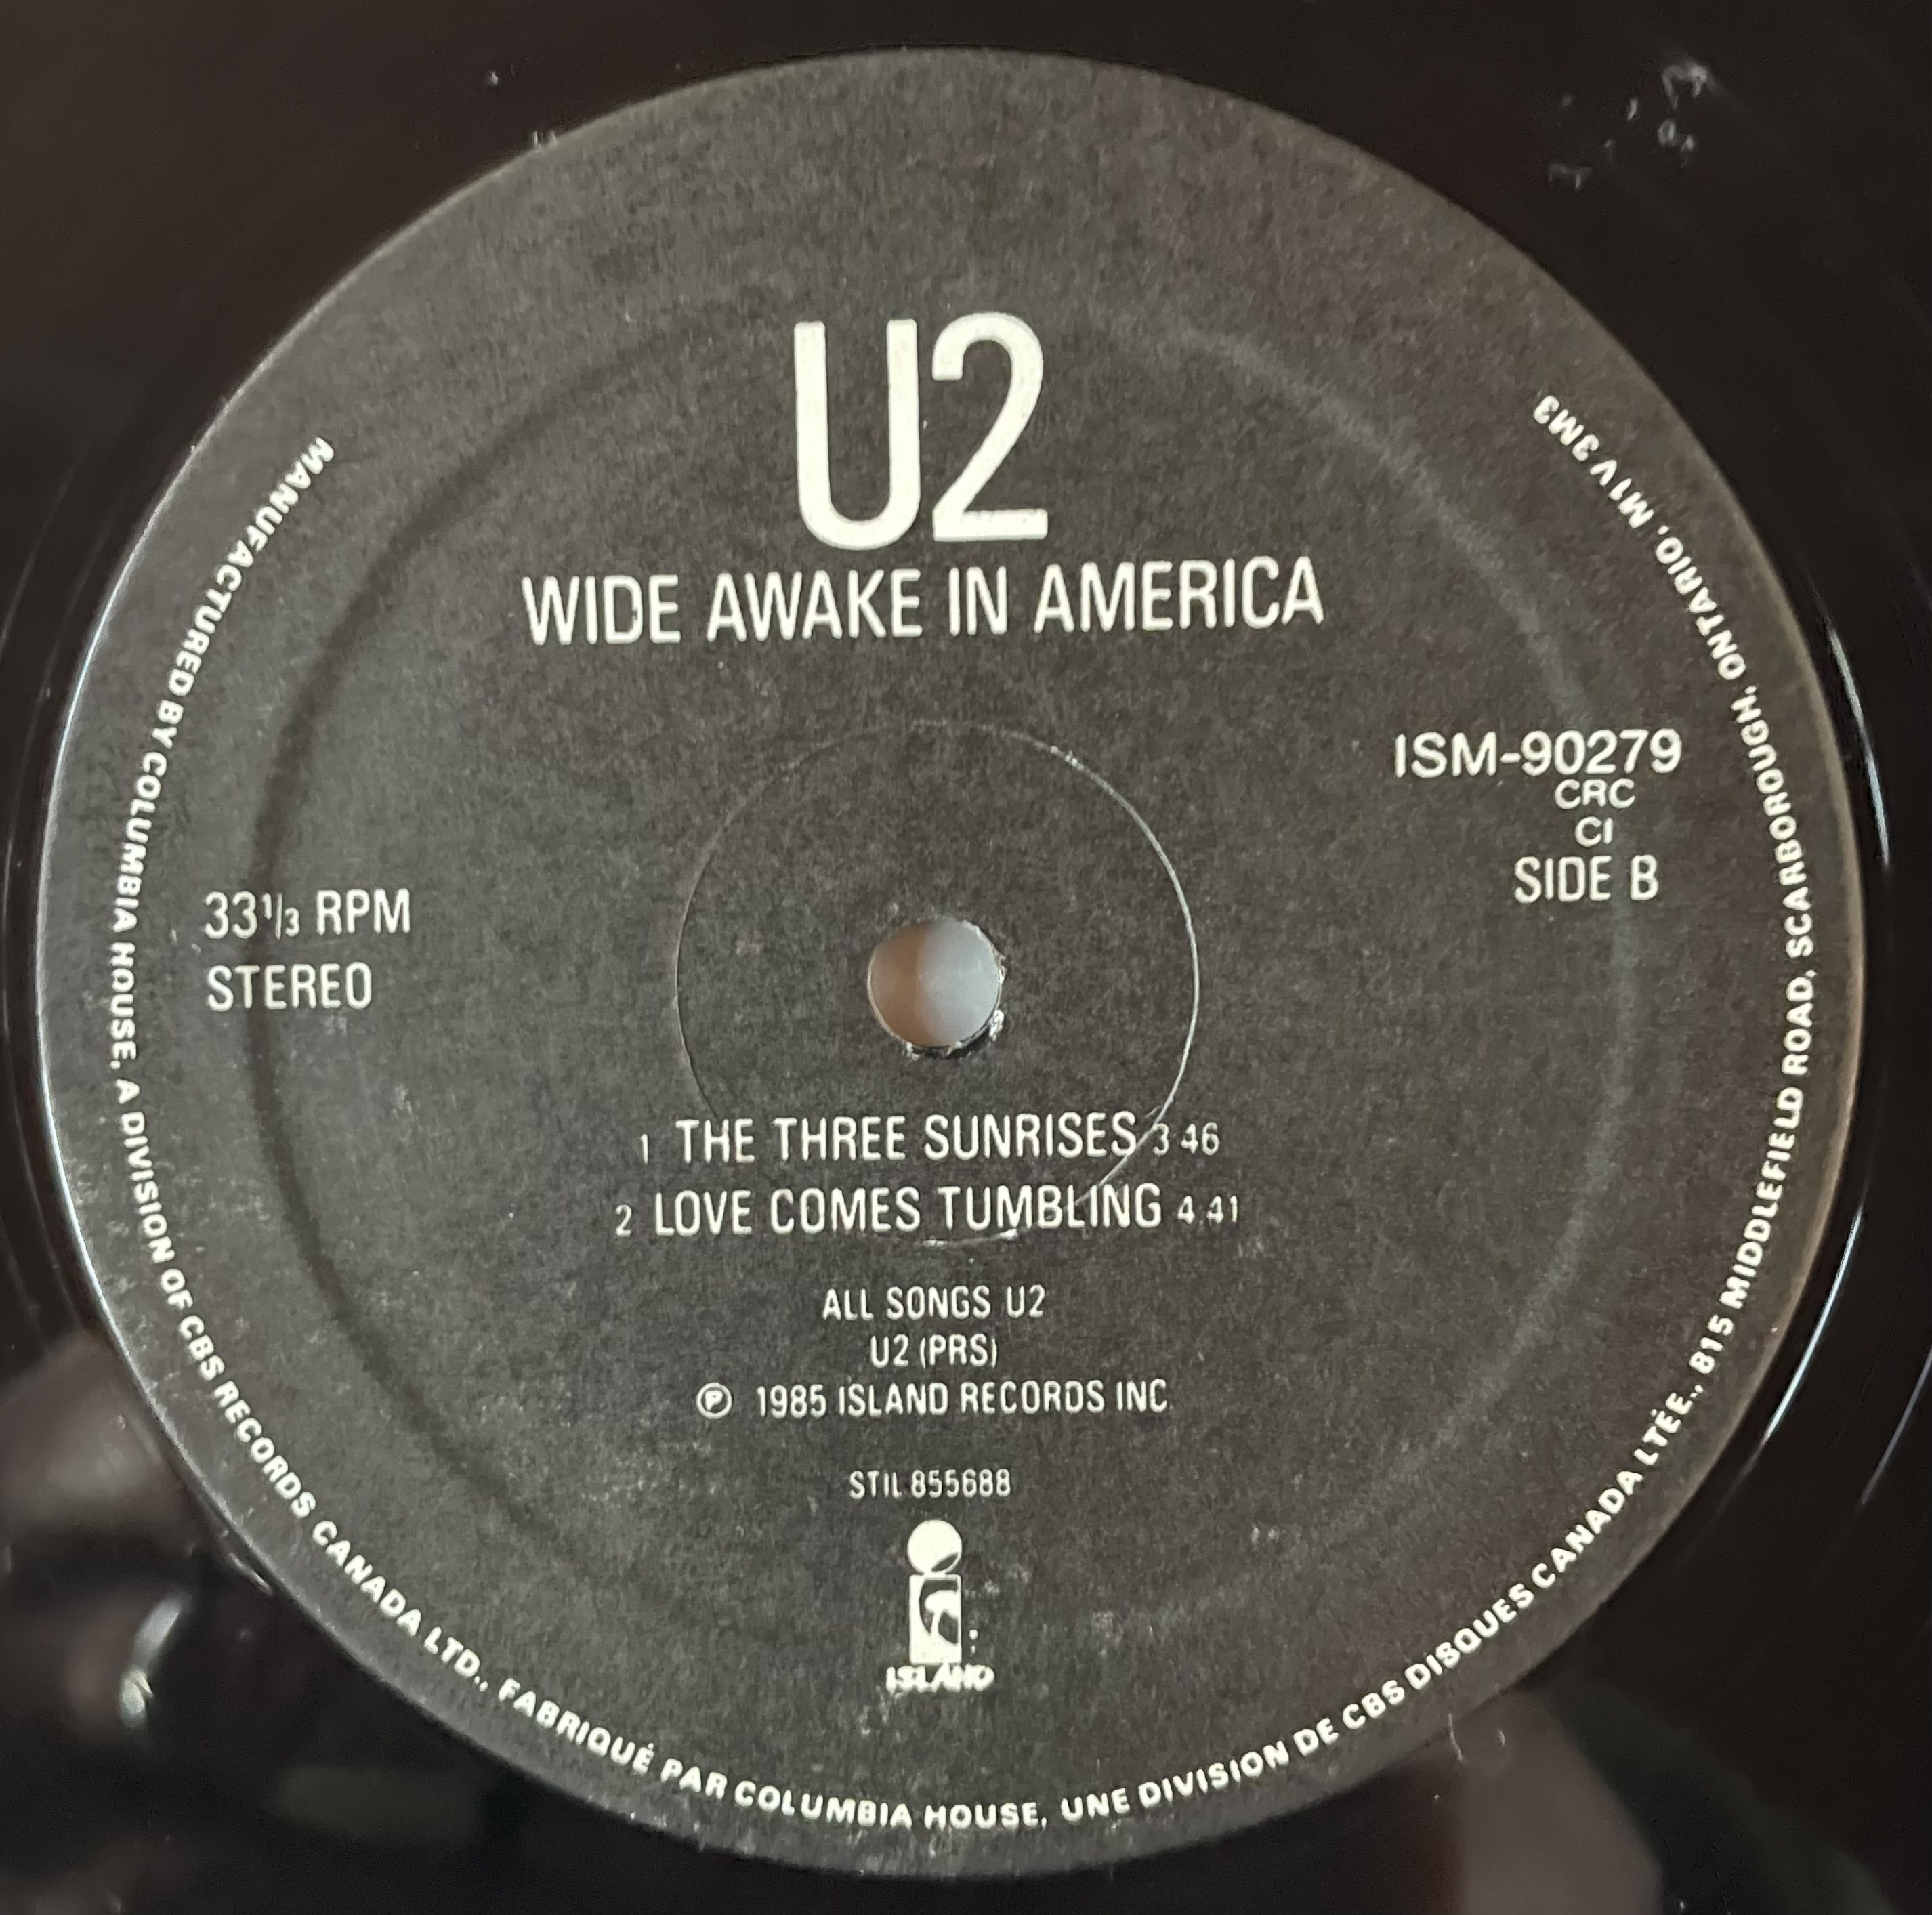 U2
WIDE AWAKE IN AMERICA
ISM-90279
CRC
CI
SIDE B
33 1/3 RPM
STEREO
1 THE THREE SUNRISES 3 46
2 LOVE COMES TUMBLING 4.41
ALL SONGS U2
U2 (PRS)
℗ 1985 ISLAND RECORDS INC.
STIL 855688
ISLAND
MANUFACTURED BY COLUMBIA HOUSE, A DIVISION OF CBS RECORDS CANADA LTD., FABRIQUÉ PAR COLUMBIA HOUSE, UNE DIVISION DE CBS DISQUES CANADA LTÉE., 815 MIDDLEFIELD ROAD, SCARBOROUGN, ONTARIO, M1V 3M3